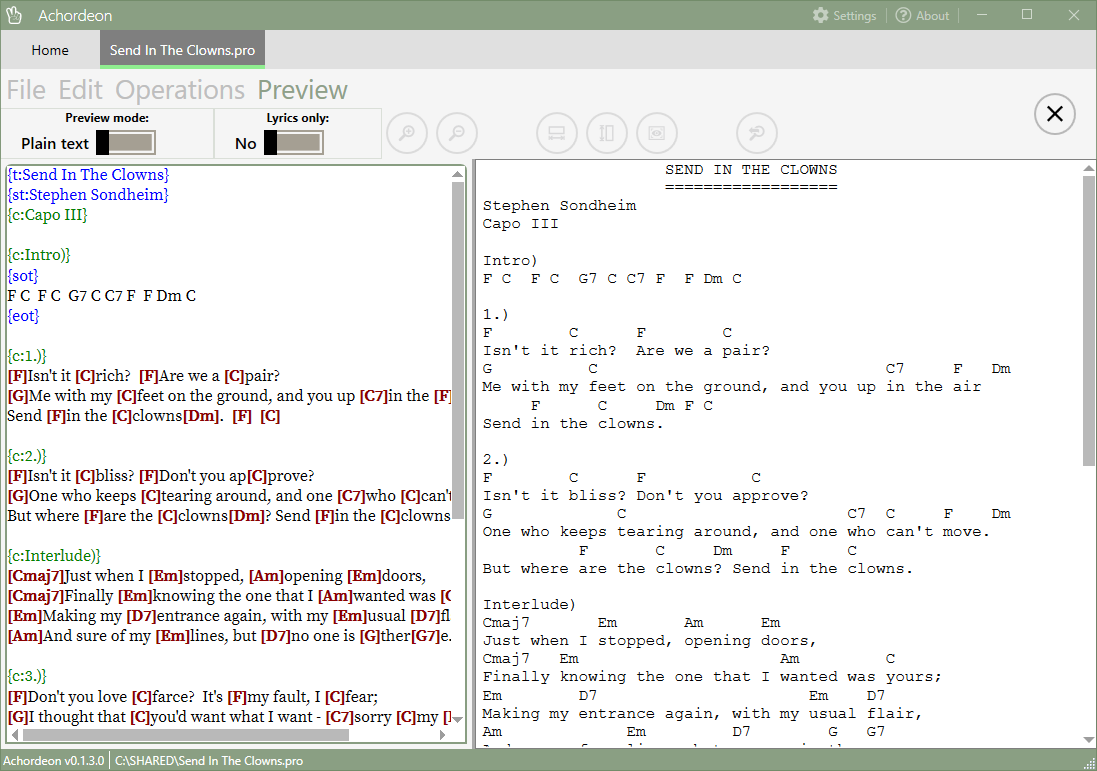 Achordeon
Settings
About
Home
Send In The Clowns.pro
File Edit Operations Preview
Preview mode:
Plain text
Lyrics only:
No
{t:Send In The Clowns}
{st:Stephen Sondheim}
{c:Capo III}
{c:Intro)}
{sot}
F C  F C  G7 C C7 F  F Dm C
{eot}
{c:1.)}
[F]Isn't it [C]rich?  [F]Are we a [C]pair?
[G]Me with my [C]feet on the ground, and you up [C7]in the [F]
Send [F]in the [C]clowns[Dm].  [F]  [C]
{c:2.)}
[F]Isn't it [C]bliss? [F]Don't you ap[C]prove?
[G]One who keeps [C]tearing around, and one [C7]who [C]can't
But where [F]are the [C]clowns[Dm]? Send [F]in the [C]clowns
{c:Interlude)}
[Cmaj7]Just when I [Em]stopped, [Am]opening [Em]doors,
[Cmaj7]Finally [Em]knowing the one that I [Am]wanted was
[Em]Making my [D7]entrance again, with my [Em]usual [D7]fl
[Am]And sure of my [Em]lines, but [D7]no one is [G]ther[G7]e.
{c:3.)}
[F]Don't you love [C]farce?  It's [F]my fault, I [C]fear;
[G]I thought that [C]you'd want what I want - [C7]sorry [C]my
SEND IN THE CLOWNS
==================
Stephen Sondheim
Capo III
Intro)
F C  F C  G7 C C7 F  F Dm C
1.)
F        C      F        C
Isn't it rich?  Are we a pair?
G          C                              C7     F   Dm
Me with my feet on the ground, and you up in the air
     F      C     Dm F C
Send in the clowns.
2.)
F        C      F           C
Isn't it bliss? Don't you approve?
G             C                       C7  C     F    Dm
One who keeps tearing around, and one who can't move.
          F       C     Dm     F      C
But where are the clowns? Send in the clowns.
Interlude)
Cmaj7       Em       Am      Em
Just when I stopped, opening doors,
Cmaj7   Em                     Am         C
Finally knowing the one that I wanted was yours;
Em        D7                      Em    D7
Making my entrance again, with my usual flair,
Am             Em         D7        G   G7
Achordeon v0.1.3.0
C:\SHARED\Send In The Clowns.pro